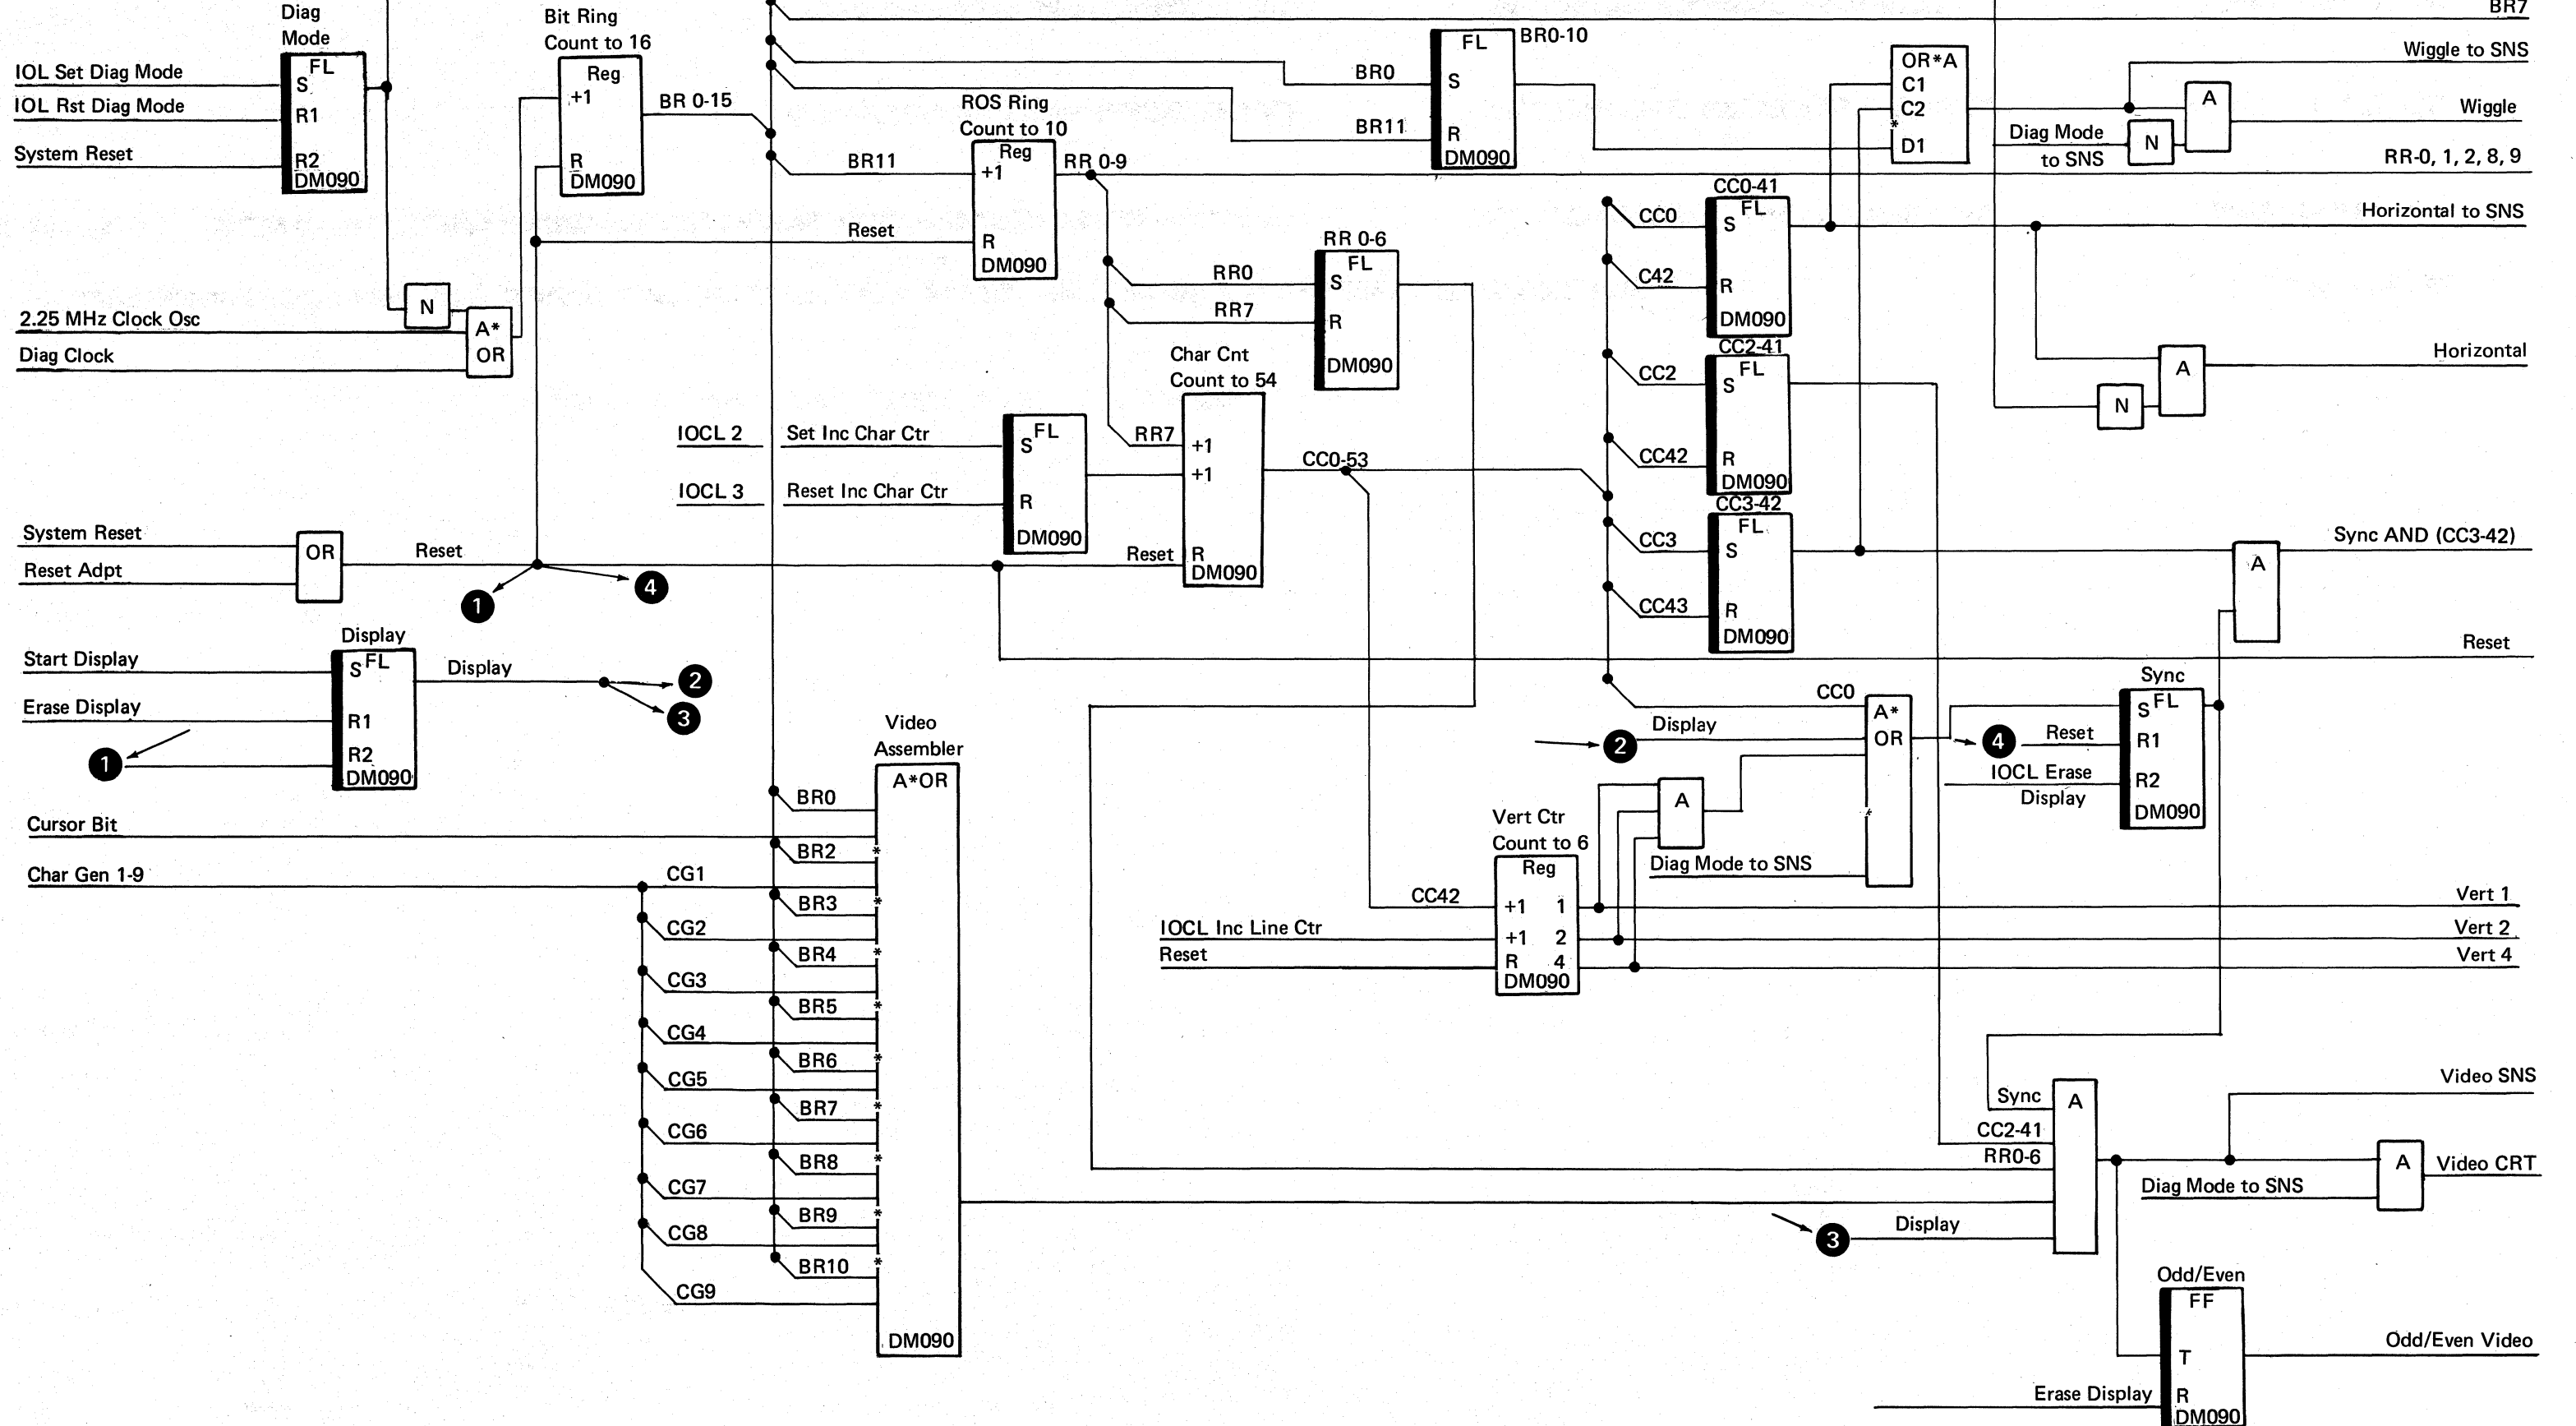 Diag
Mode
IOL Set Diag Mode
IOL Rst Diag Mode
System Reset
FL
S
R1
R2
DM090
Bit Ring
Count to 16
Reg
+1
R
DM090
BR 0-15
N
2.25 MHz Clock Osc
Diag Clock
A*
OR
BR11
ROS Ring
Count to 10
Reg
+1
R
DM090
Reset
RR 0-9
BR0
BR11
FL
S
R
DM090
BR0-10
OR*A
C1
C2
*
D1
BR7
Wiggle to SNS
A
Wiggle
Diag Mode
to SNS
N
RR-0, 1, 2, 8, 9
RR 0-6
RR0
RR7
FL
S
R
DM090
CC0-41
CC0
C42
FL
S
R
DM090
Horizontal to SNS
Horizontal
A
N
CC2-41
CC2
CC42
FL
S
R
DM090
CC3-42
CC3
CC43
FL
S
R
DM090
Char Cnt
Count to 54
RR7
+1
+1
Reset
R
DM090
CC0-53
IOCL 2
Set Inc Char Ctr
IOCL 3
Reset Inc Char Ctr
S
FL
R
DM090
System Reset
Reset Adpt
OR
Reset
1
4
Sync AND (CC3-42)
A
Reset
Display
Start Display
Erase Display
1
S
FL
R1
R2
DM090
Display
2
3
CC0
Display
2
A*
OR
*
A
Diag Mode to SNS
Sync
4
Reset
IOCL Erase
Display
S
FL
R1
R2
DM090
Vert Ctr
Count to 6
Reg
CC42
IOCL Inc Line Ctr
Reset
+1
1
+1
2
R
4
DM090
Vert 1
Vert 2
Vert 4
Video
Assembler
A*OR
Cursor Bit
Char Gen 1-9
BR0
*
BR2
CG1
*
BR3
CG2
*
BR4
CG3
*
BR5
CG4
*
BR6
CG5
*
BR7
CG6
*
BR8
CG7
*
BR9
CG8
*
BR10
CG9
DM090
Sync
CC2-41
RR0-6
3
Display
A
Video SNS
A
Video CRT
Diag Mode to SNS
Odd/Even
FF
T
R
DM090
Odd/Even Video
Erase Display